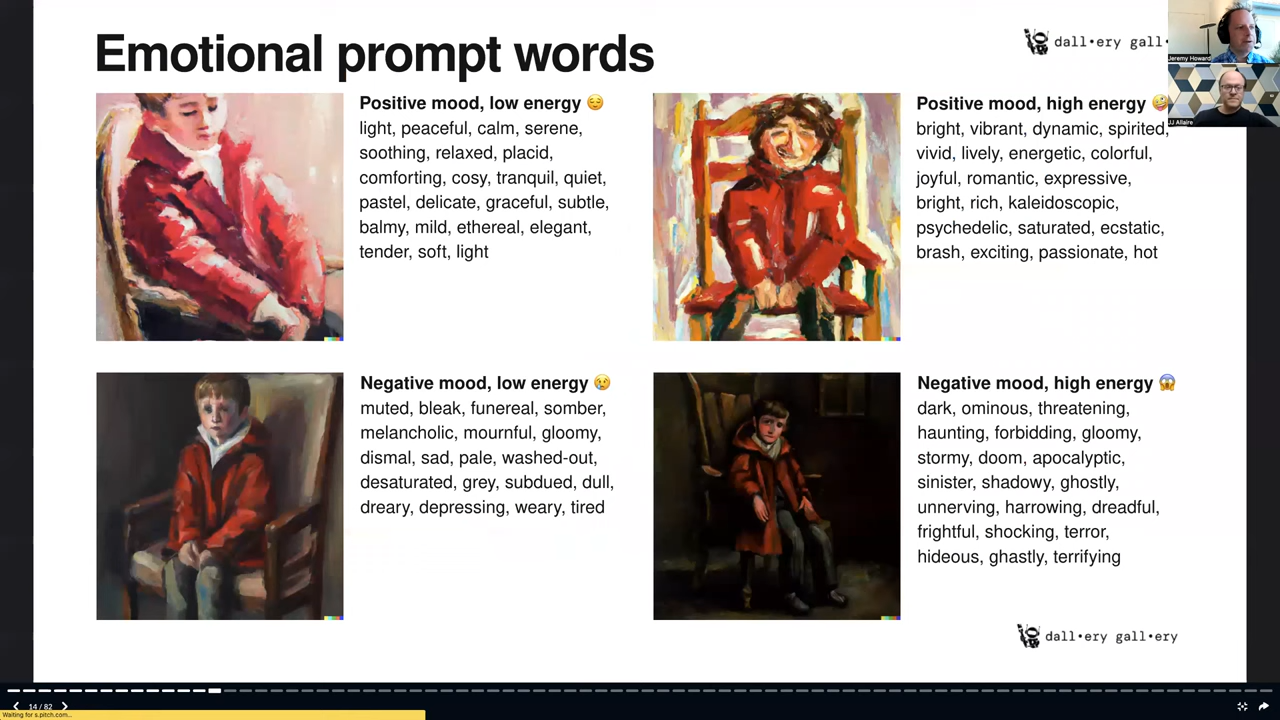 Emotional prompt words
dall•ery gall•
Jeremy Howard
JJ Allaire
Positive mood, low energy 😌
light, peaceful, calm, serene,
soothing, relaxed, placid,
comforting, cosy, tranquil, quiet,
pastel, delicate, graceful, subtle,
balmy, mild, ethereal, elegant,
tender, soft, light
Positive mood, high energy 🤪
bright, vibrant, dynamic, spirited,
vivid, lively, energetic, colorful,
joyful, romantic, expressive,
bright, rich, kaleidoscopic,
psychedelic, saturated, ecstatic,
brash, exciting, passionate, hot
Negative mood, low energy 😢
muted, bleak, funereal, somber,
melancholic, mournful, gloomy,
dismal, sad, pale, washed-out,
desaturated, grey, subdued, dull,
dreary, depressing, weary, tired
Negative mood, high energy 😱
dark, ominous, threatening,
haunting, forbidding, gloomy,
stormy, doom, apocalyptic,
sinister, shadowy, ghostly,
unnerving, harrowing, dreadful,
frightful, shocking, terror,
hideous, ghastly, terrifying
dall•ery gall•ery
14 / 82
Waiting for s.pitch.com...